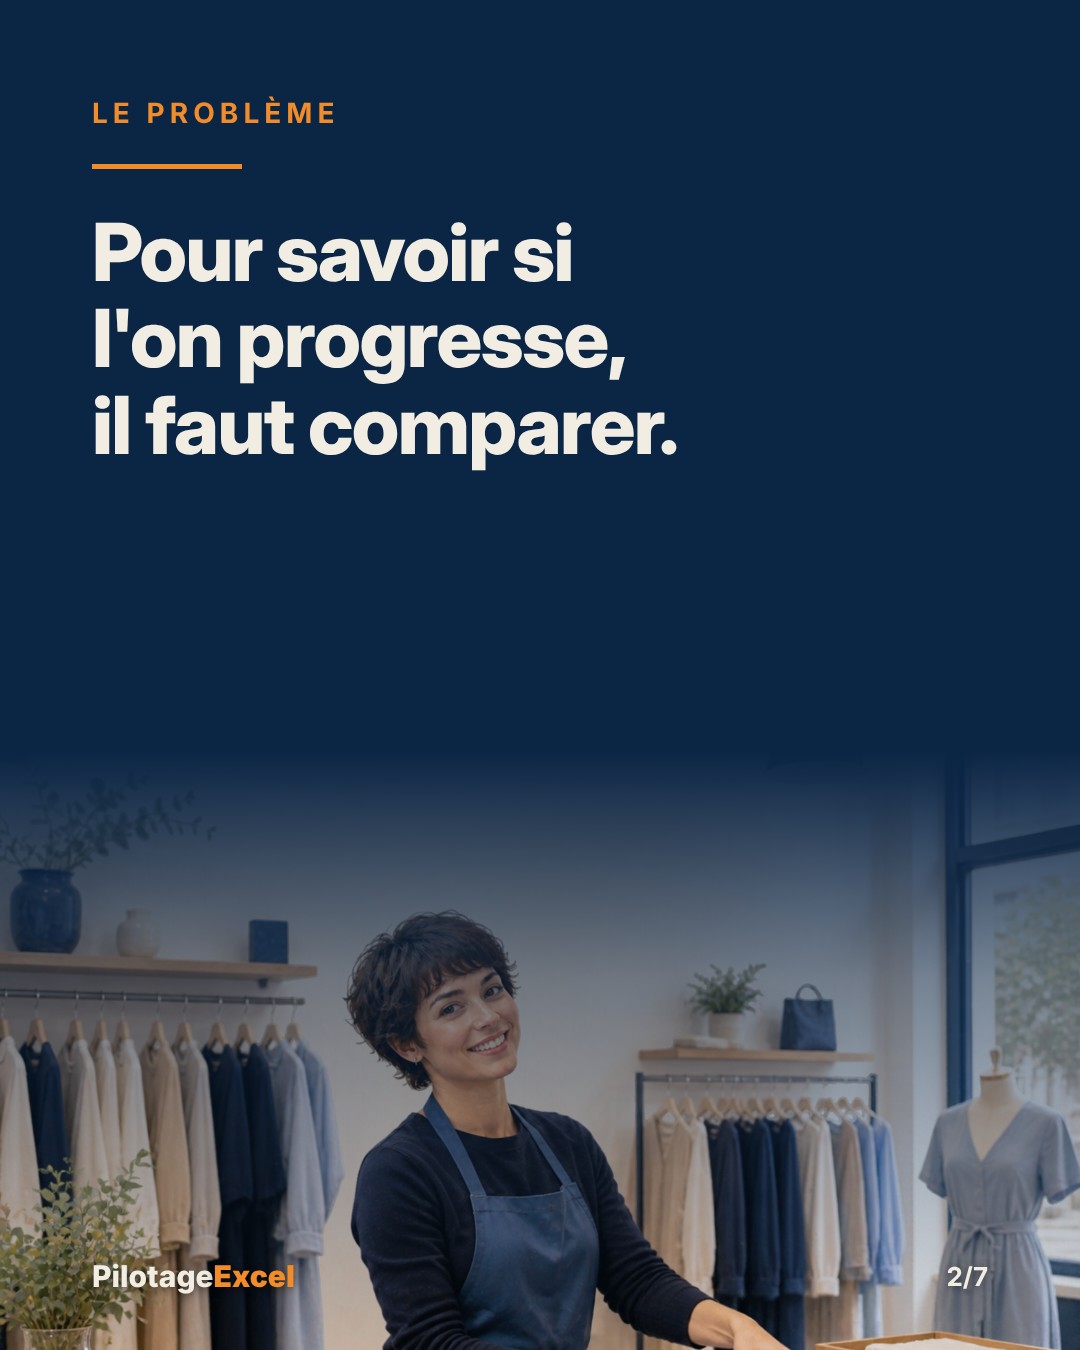 LE PROBLÈME
Pour savoir si
l'on progresse,
il faut comparer.
PilotageExcel
2/7